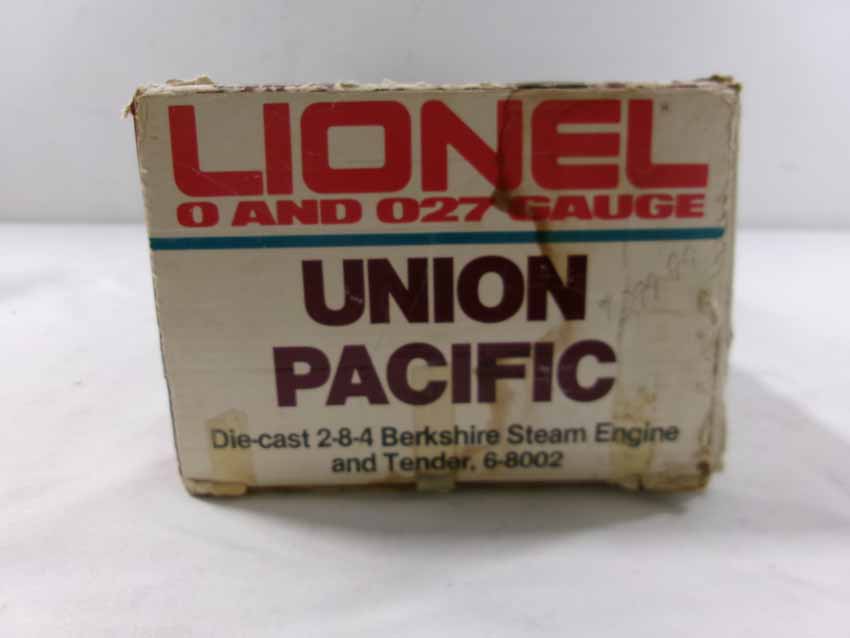 LIONEL
O AND O27 GAUGE
UNION
PACIFIC
Die-cast 2-8-4 Berkshire Steam Engine
and Tender, 6-8002